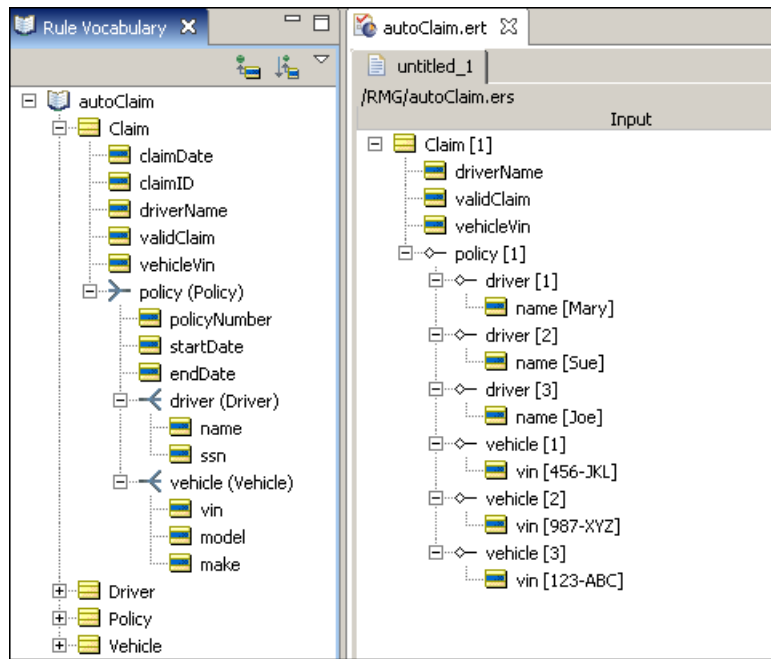 Rule Vocabulary
autoClaim
Claim
claimDate
claimID
driverName
validClaim
vehicleVin
policy (Policy)
policyNumber
startDate
endDate
driver (Driver)
name
ssn
vehicle (Vehicle)
vin
model
make
Driver
Policy
Vehicle
autoClaim.ert
untitled_1
/RMG/autoClaim.ers
Input
Claim [1]
driverName
validClaim
vehicleVin
policy [1]
driver [1]
name [Mary]
driver [2]
name [Sue]
driver [3]
name [Joe]
vehicle [1]
vin [456-JKL]
vehicle [2]
vin [987-XYZ]
vehicle [3]
vin [123-ABC]